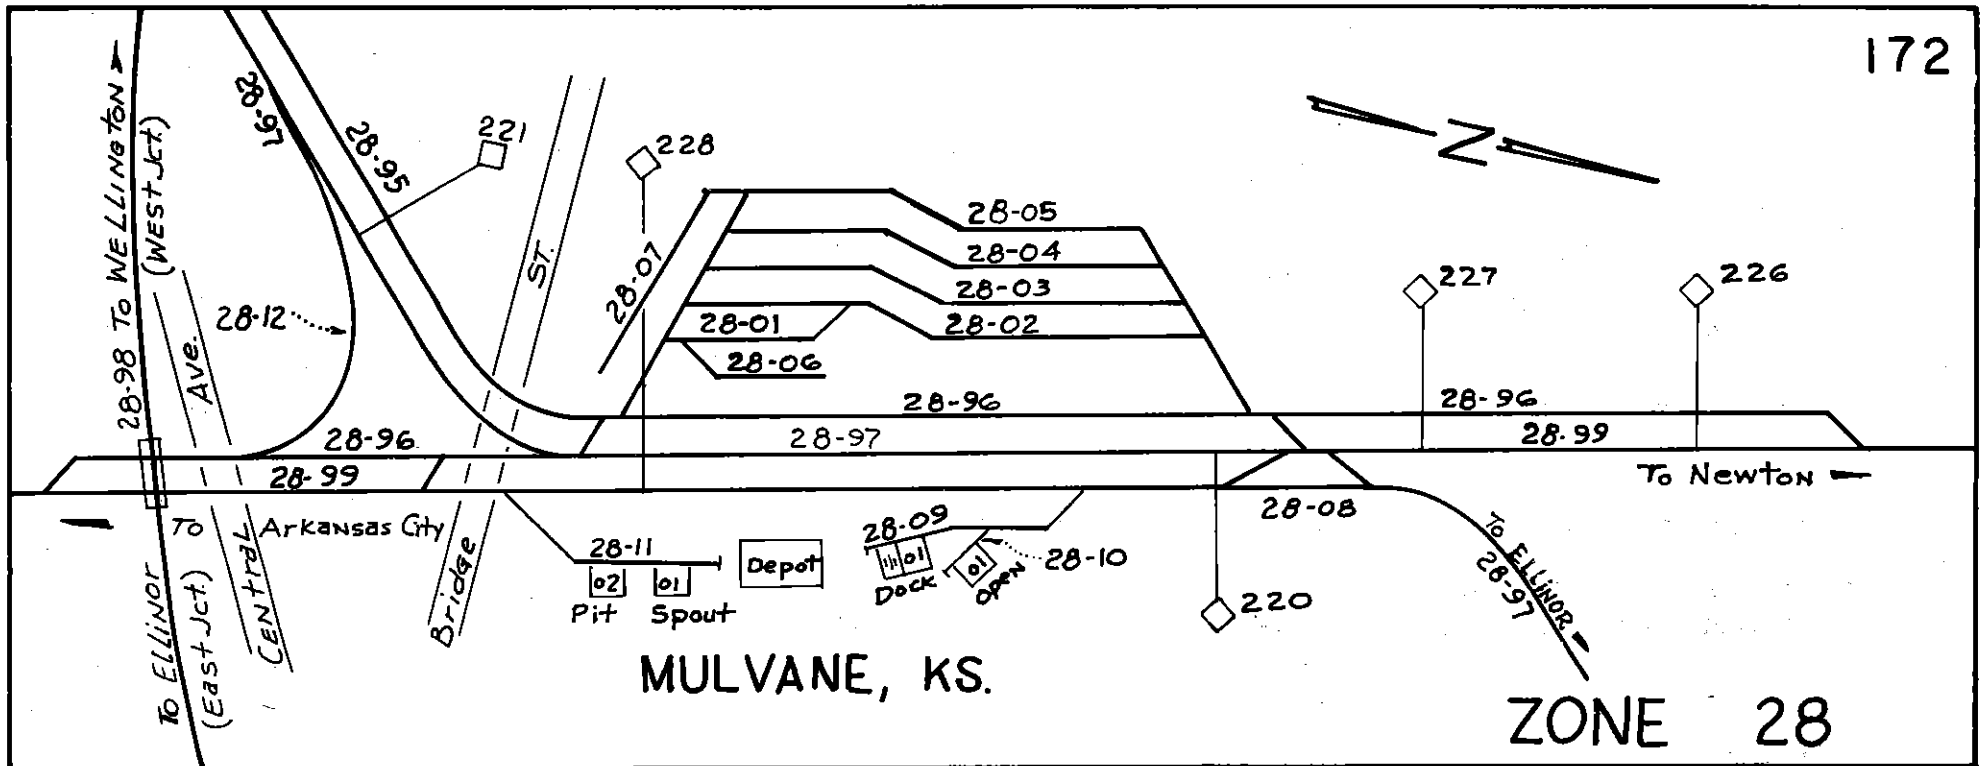 172
28-98 To WELLINGTON
(WEST Jct.)
28-97
28-95
221
228
28-07
28-05
28-04
28-03
28-02
28-01
28-06
227
226
N
28-12
Ave.
ST.
28-96
28-96
28-96
28-97
28-99
28-99
To Newton
To Arkansas City
CENTRAL
Bridge
28-11
02
01
Pit
Spout
Depot
28-09
01
Dock
01
Open
28-10
28-08
220
To ELLINOR
28-97
To ELLINOR
(East Jct.)
MULVANE, KS.
ZONE 28